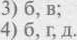 3) б, в;
4) б, г, д.